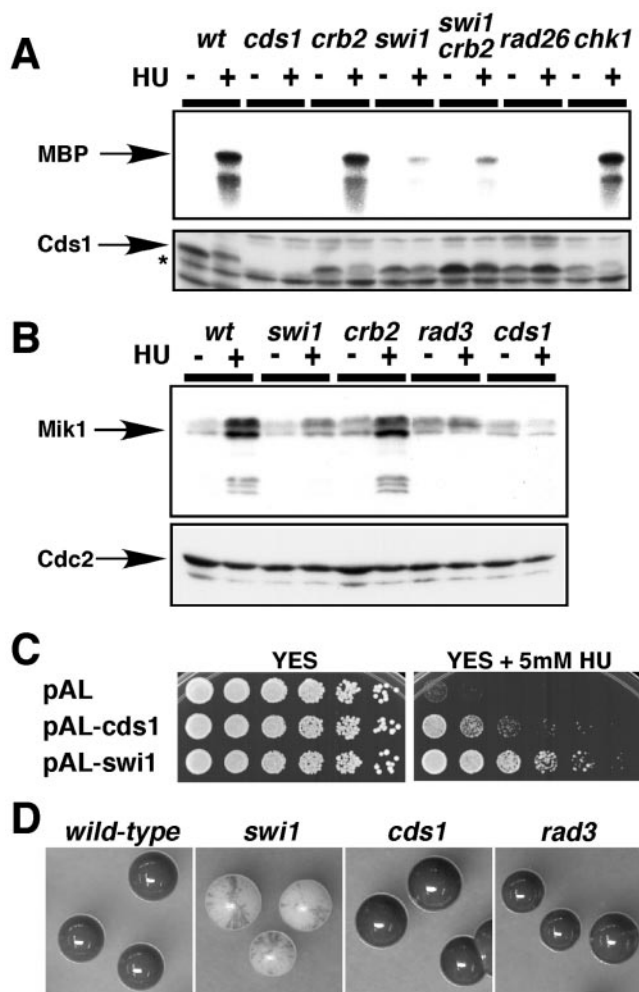 A
wt cds1 crb2 swi1 swi1 crb2 rad26 chk1
HU - + - + - + - + - + - + - +
MBP
Cds1
*
B
wt swi1 crb2 rad3 cds1
HU - + - + - + - + - +
Mik1
Cdc2
C
YES YES + 5mM HU
pAL
pAL-cds1
pAL-swi1
D
wild-type swi1 cds1 rad3